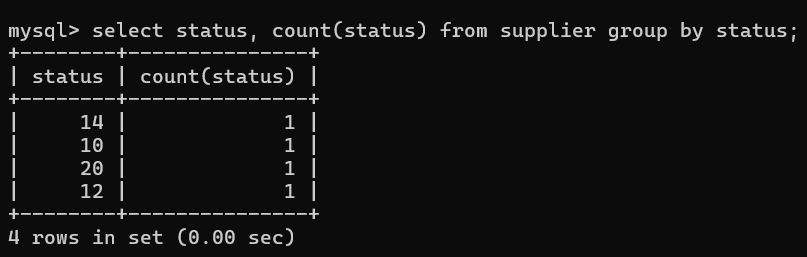 mysql> select status, count(status) from supplier group by status;
+--------+---------------+
| status | count(status) |
+--------+---------------+
|     14 |             1 |
|     10 |             1 |
|     20 |             1 |
|     12 |             1 |
+--------+---------------+
4 rows in set (0.00 sec)